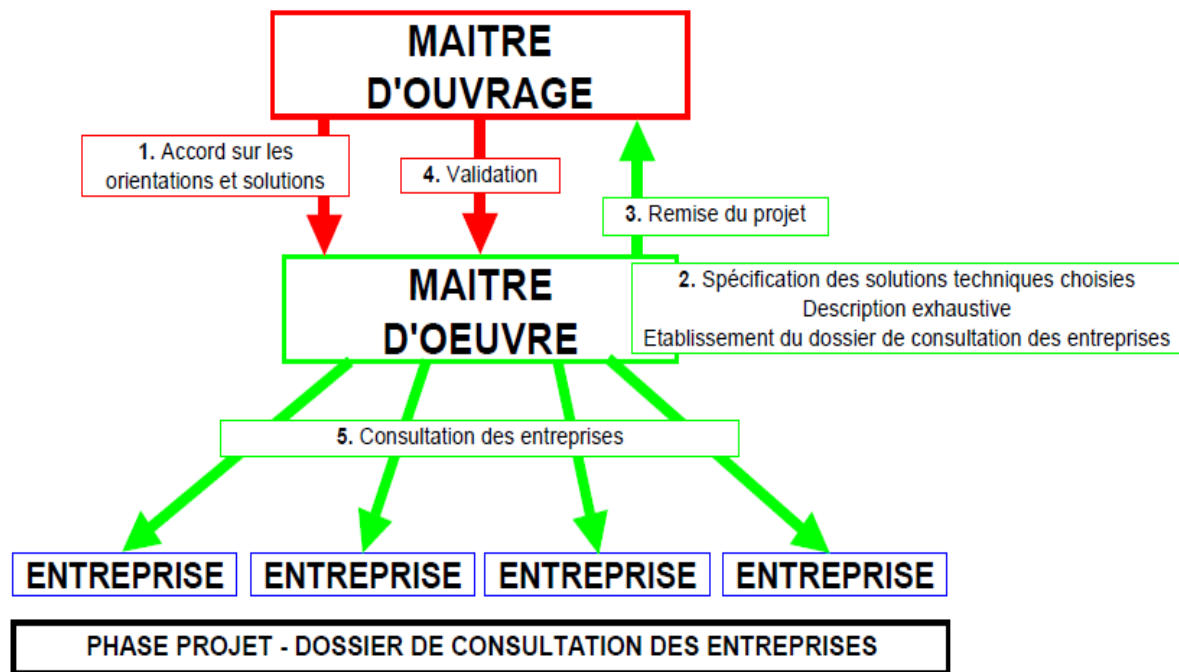 MAITRE
D'OUVRAGE
1. Accord sur les
orientations et solutions
4. Validation
3. Remise du projet
MAITRE
D'OEUVRE
2. Spécification des solutions techniques choisies
Description exhaustive
Etablissement du dossier de consultation des entreprises
5. Consultation des entreprises
ENTREPRISE
ENTREPRISE
ENTREPRISE
ENTREPRISE
PHASE PROJET - DOSSIER DE CONSULTATION DES ENTREPRISES